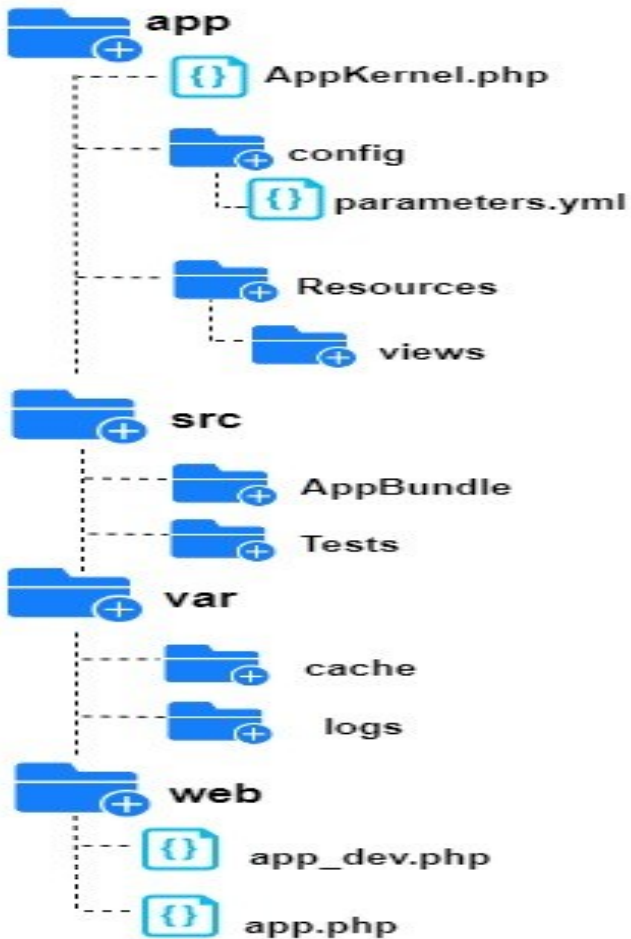 app
{} AppKernel.php
config
{} parameters.yml
Resources
views
src
AppBundle
Tests
var
cache
logs
web
{} app_dev.php
{} app.php